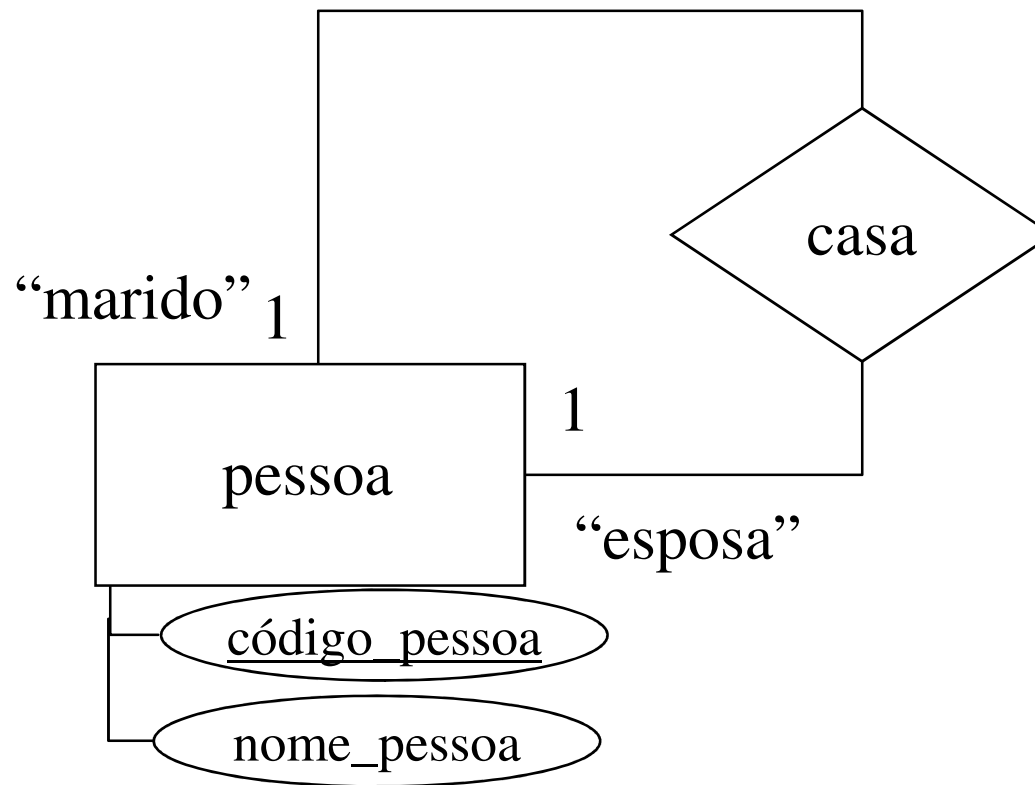 casa
“marido” 1
1
pessoa
“esposa”
código_pessoa
nome_pessoa